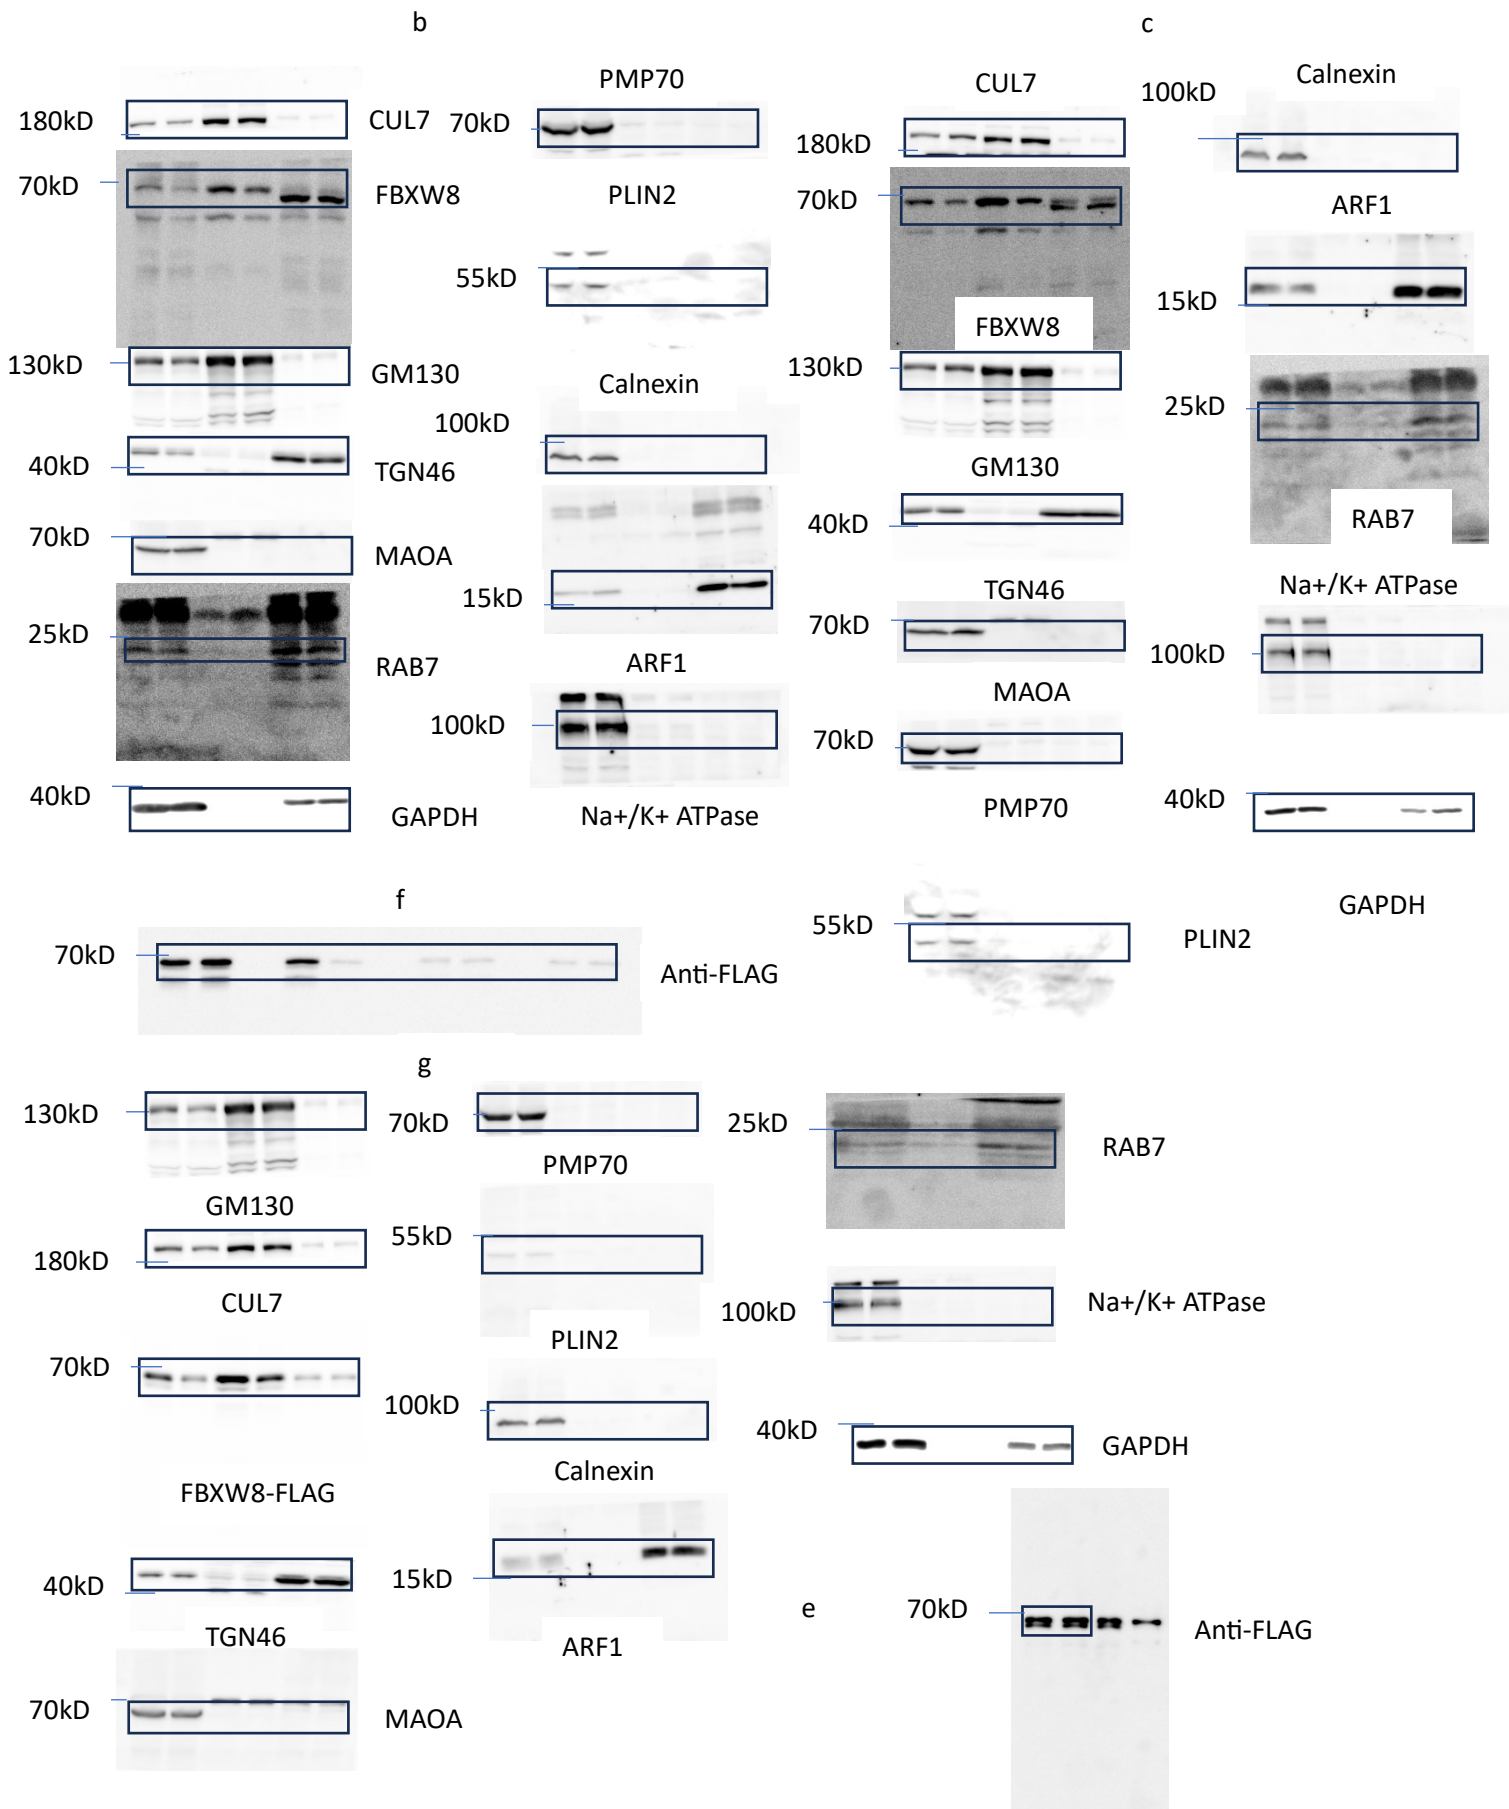 b
180kD
CUL7
70kD
FBXW8
130kD
GM130
40kD
TGN46
70kD
MAOA
25kD
RAB7
40kD
GAPDH
PMP70
70kD
PLIN2
55kD
Calnexin
100kD
15kD
ARF1
100kD
Na+/K+ ATPase
c
CUL7
180kD
70kD
FBXW8
130kD
GM130
40kD
TGN46
70kD
MAOA
70kD
PMP70
55kD
PLIN2
Calnexin
100kD
ARF1
15kD
25kD
RAB7
Na+/K+ ATPase
100kD
40kD
GAPDH
f
70kD
Anti-FLAG
g
130kD
GM130
180kD
CUL7
70kD
FBXW8-FLAG
40kD
TGN46
70kD
MAOA
70kD
PMP70
55kD
PLIN2
100kD
Calnexin
15kD
ARF1
25kD
RAB7
100kD
Na+/K+ ATPase
40kD
GAPDH
e
70kD
Anti-FLAG